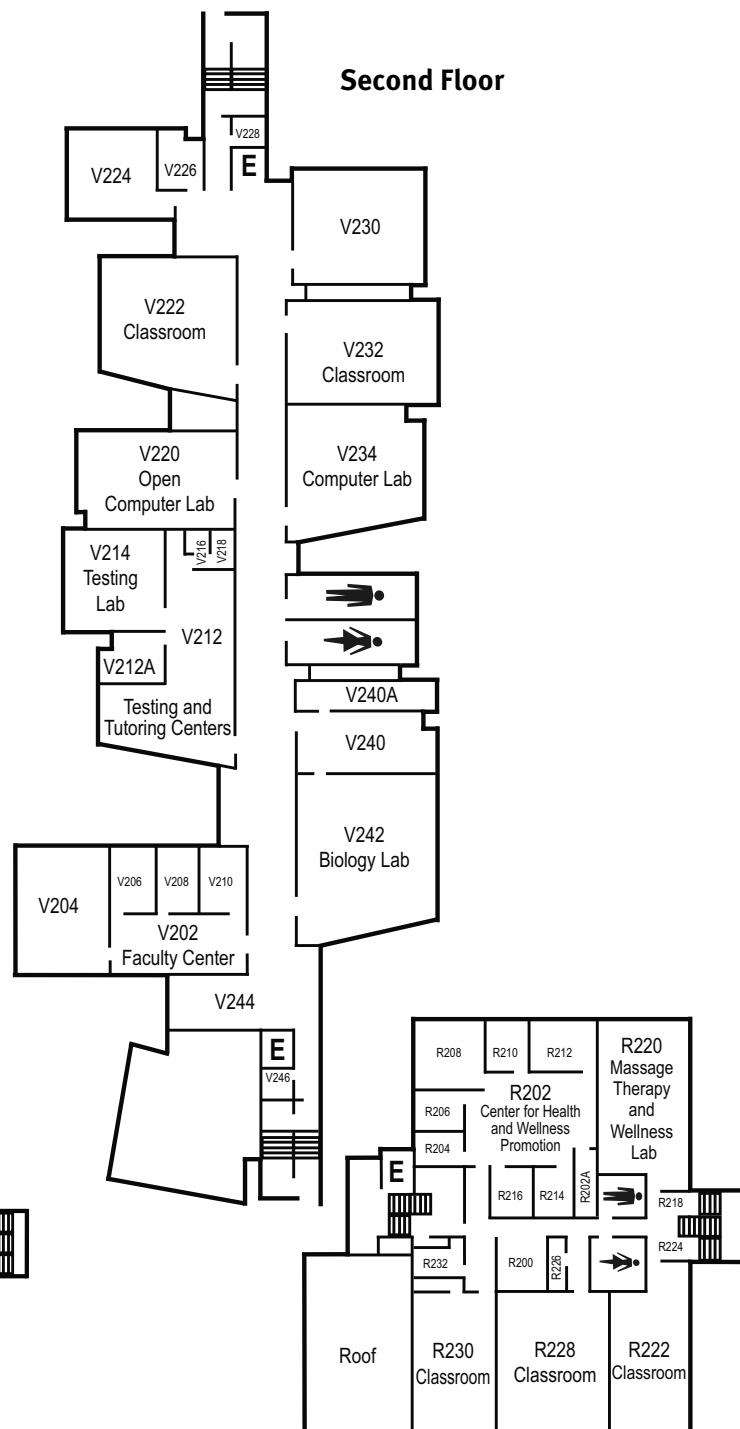 Second Floor
V228
E
V224
V226
V230
V222
Classroom
V232
Classroom
V220
Open
Computer Lab
V234
Computer Lab
V216
V218
V214
Testing
Lab
V212
V212A
Testing and
Tutoring Centers
V240A
V240
V242
Biology Lab
V204
V206
V208
V210
V202
Faculty Center
V244
E
V246
R208
R210
R212
R220
Massage
Therapy
and
Wellness
Lab
R202
Center for Health
and Wellness
Promotion
R206
R204
E
R216
R214
R202A
R218
R224
R232
R200
R226
Roof
R230
Classroom
R228
Classroom
R222
Classroom